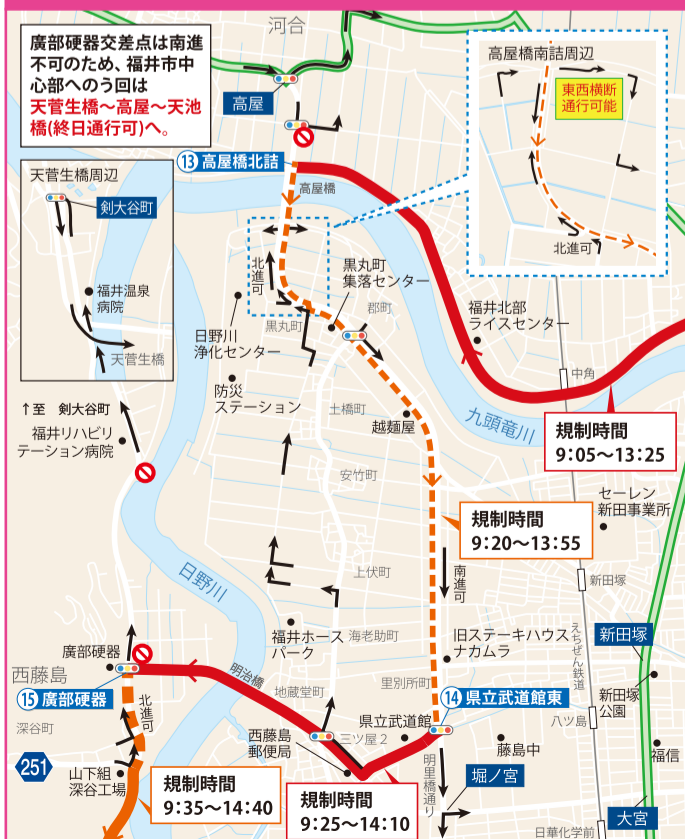 廣部硬器交差点は南進
不可のため、福井市中
心部へのう回は
天菅生橋～高屋～天池
橋(終日通行可)へ。
河合
高屋
高屋橋南詰周辺
東西横断
通行可能
北進可
天菅生橋周辺
剣大谷町
福井温泉
病院
天菅生橋
⑬高屋橋北詰
高屋橋
北進可
黒丸町
集落センター
郡町
黒丸町
日野川
浄化センター
防災
ステーション
福井北部
ライスセンター
中角
土橋町
越麺屋
九頭竜川
規制時間
9:05～13:25
↑至 剣大谷町
福井リハビリ
テーション病院
安竹町
セーレン
新田事業所
規制時間
9:20～13:55
日野川
上伏町
南進可
新田塚
えちぜん鉄道
福井ホース
パーク
海老助町
旧ステーキハウス
ナカムラ
新田塚
廣部硬器
西藤島
明治橋
地蔵堂町
里別所町
新田塚
公園
⑮廣部硬器
北進可
深谷町
⑭県立武道館東
県立武道館
三ツ屋2
西藤島
郵便局
八ツ島
藤島中
福信
251
山下組
深谷工場
明里橋通り
堀ノ宮
規制時間
9:35～14:40
規制時間
9:25～14:10
大宮
日華化学前